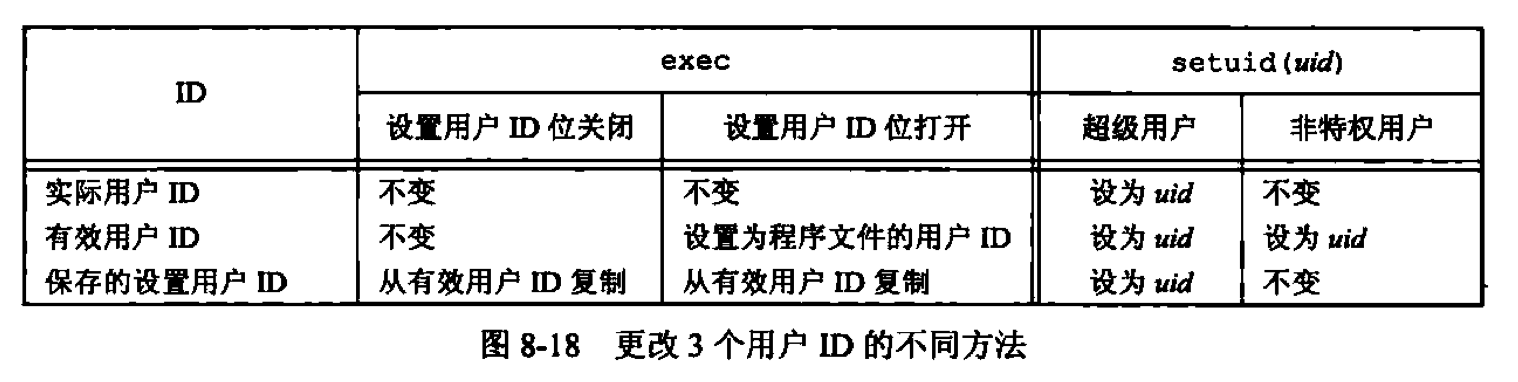 ID exec setuid(uid)
设置用户 ID 位关闭 设置用户 ID 位打开 超级用户 非特权用户
实际用户 ID 不变 不变 设为 uid 不变
有效用户 ID 不变 设置为程序文件的用户 ID 设为 uid 设为 uid
保存的设置用户 ID 从有效用户 ID 复制 从有效用户 ID 复制 设为 uid 不变
图 8-18 更改 3 个用户 ID 的不同方法